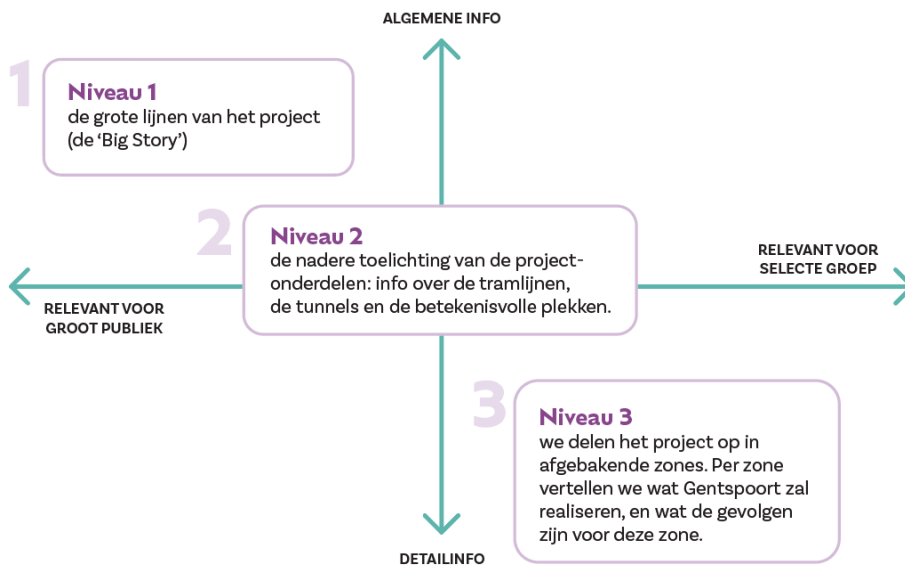 ALGEMENE INFO
1
Niveau 1
de grote lijnen van het project
(de ‘Big Story’)
2
Niveau 2
de nadere toelichting van de project-
onderdelen: info over de tramlijnen,
de tunnels en de betekenisvolle plekken.
RELEVANT VOOR
SELECTE GROEP
RELEVANT VOOR
GROOT PUBLIEK
3
Niveau 3
we delen het project op in
afgebakende zones. Per zone
vertellen we wat Gentspoort zal
realiseren, en wat de gevolgen
zijn voor deze zone.
DETAILINFO